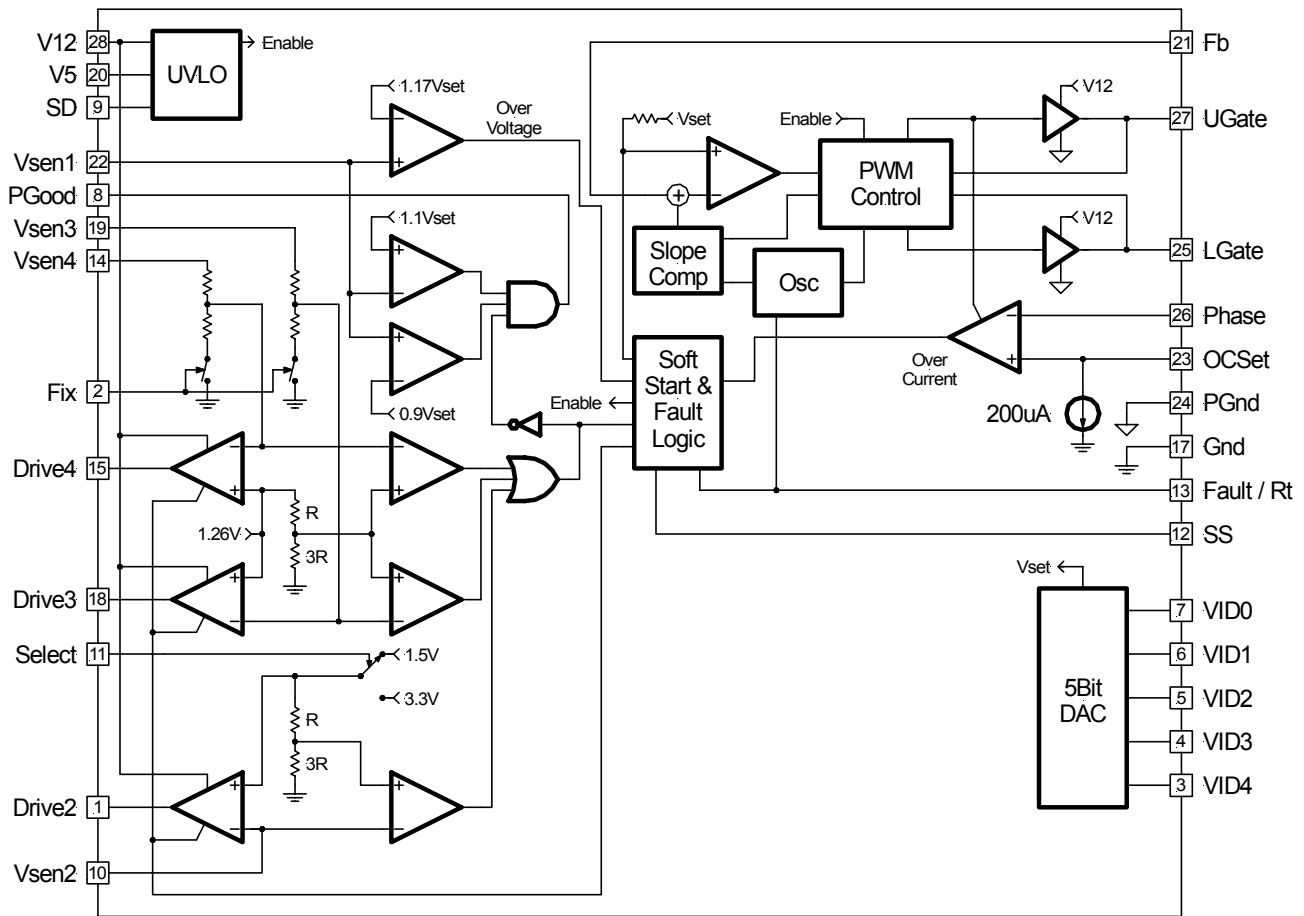 V12
28
UVLO
Enable
V5
20
SD
9
Vsen1
22
PGood
8
Vsen3
19
Vsen4
14
Fix
2
Drive4
15
Drive3
18
Select
11
Drive2
1
Vsen2
10
1.17Vset
Over
Voltage
1.1Vset
0.9Vset
1.26V
R
3R
1.5V
3.3V
R
3R
Vset
Enable
PWM
Control
V12
V12
Slope
Comp
Osc
Soft
Start &
Fault
Logic
Enable
Over
Current
200uA
21
Fb
27
UGate
25
LGate
26
Phase
23
OCSet
24
PGnd
17
Gnd
13
Fault / Rt
12
SS
Vset
5Bit
DAC
7
VID0
6
VID1
5
VID2
4
VID3
3
VID4
+
−